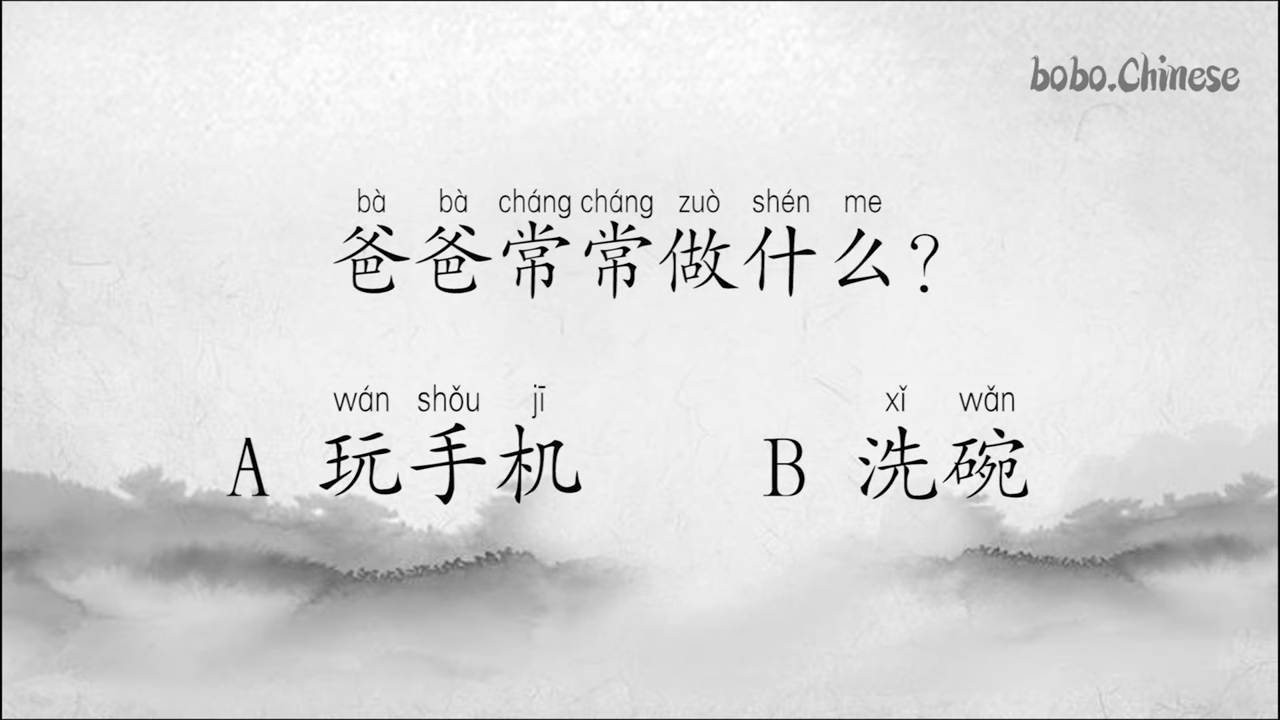 bobo.Chinese
bà bà cháng cháng zuò shén me
爸爸常常做什么?
wán shǒu jī xǐ wǎn
A 玩手机 B 洗碗